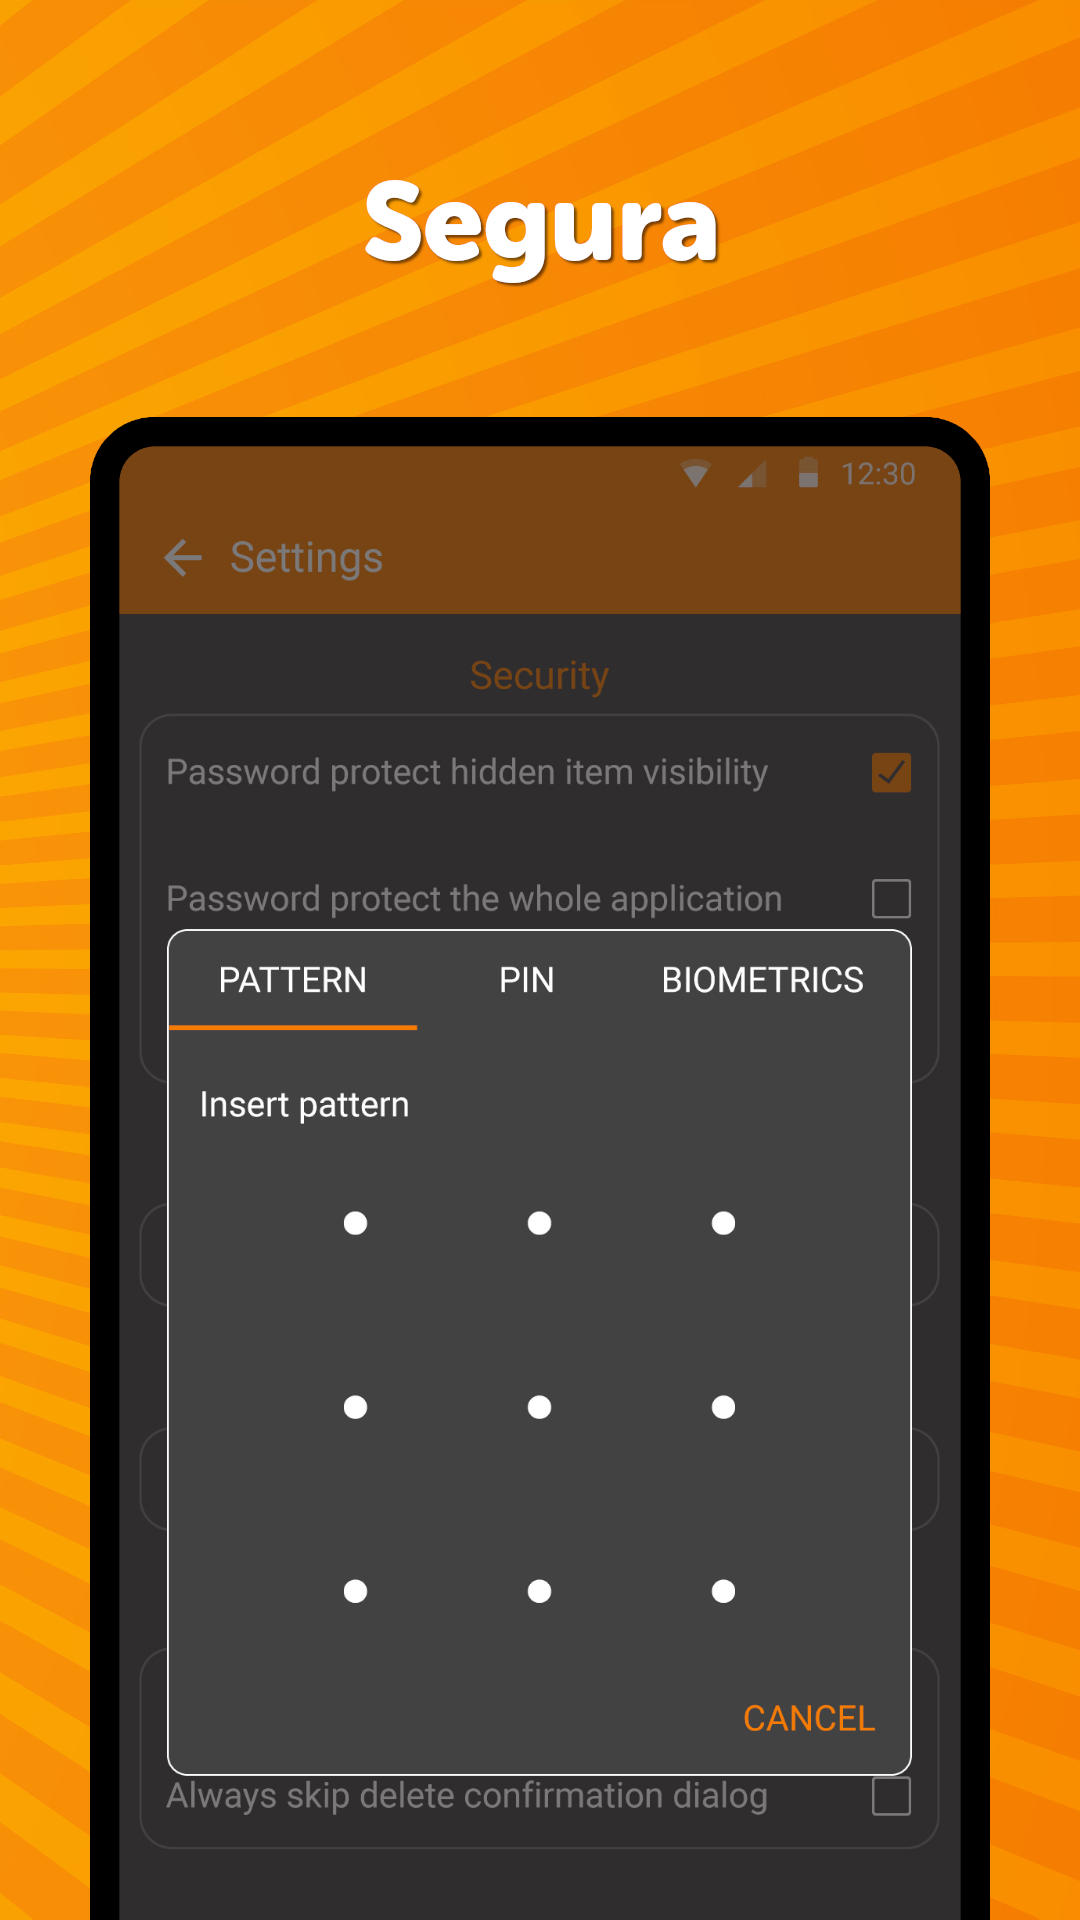 Segura
12:30
Settings
Security
Password protect hidden item visibility
Password protect the whole application
PATTERN PIN BIOMETRICS
Insert pattern
CANCEL
Always skip delete confirmation dialog